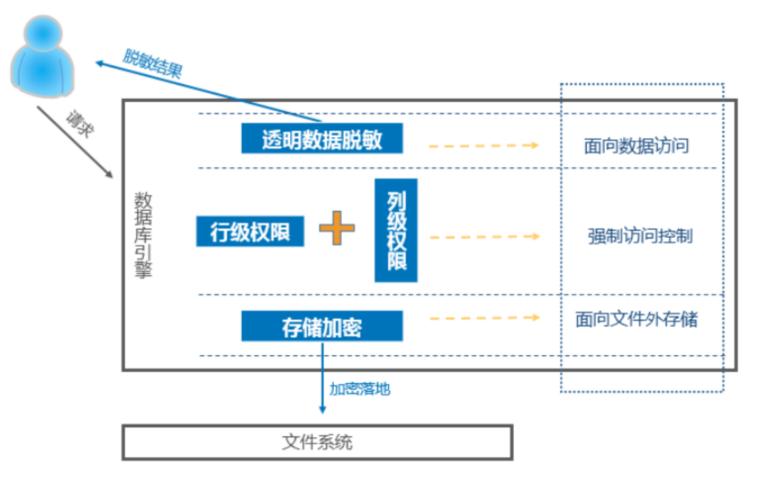 脱敏结果
请求
透明数据脱敏
面向数据访问
数据库引擎
行级权限
列级权限
强制访问控制
存储加密
面向文件外存储
加密落地
文件系统